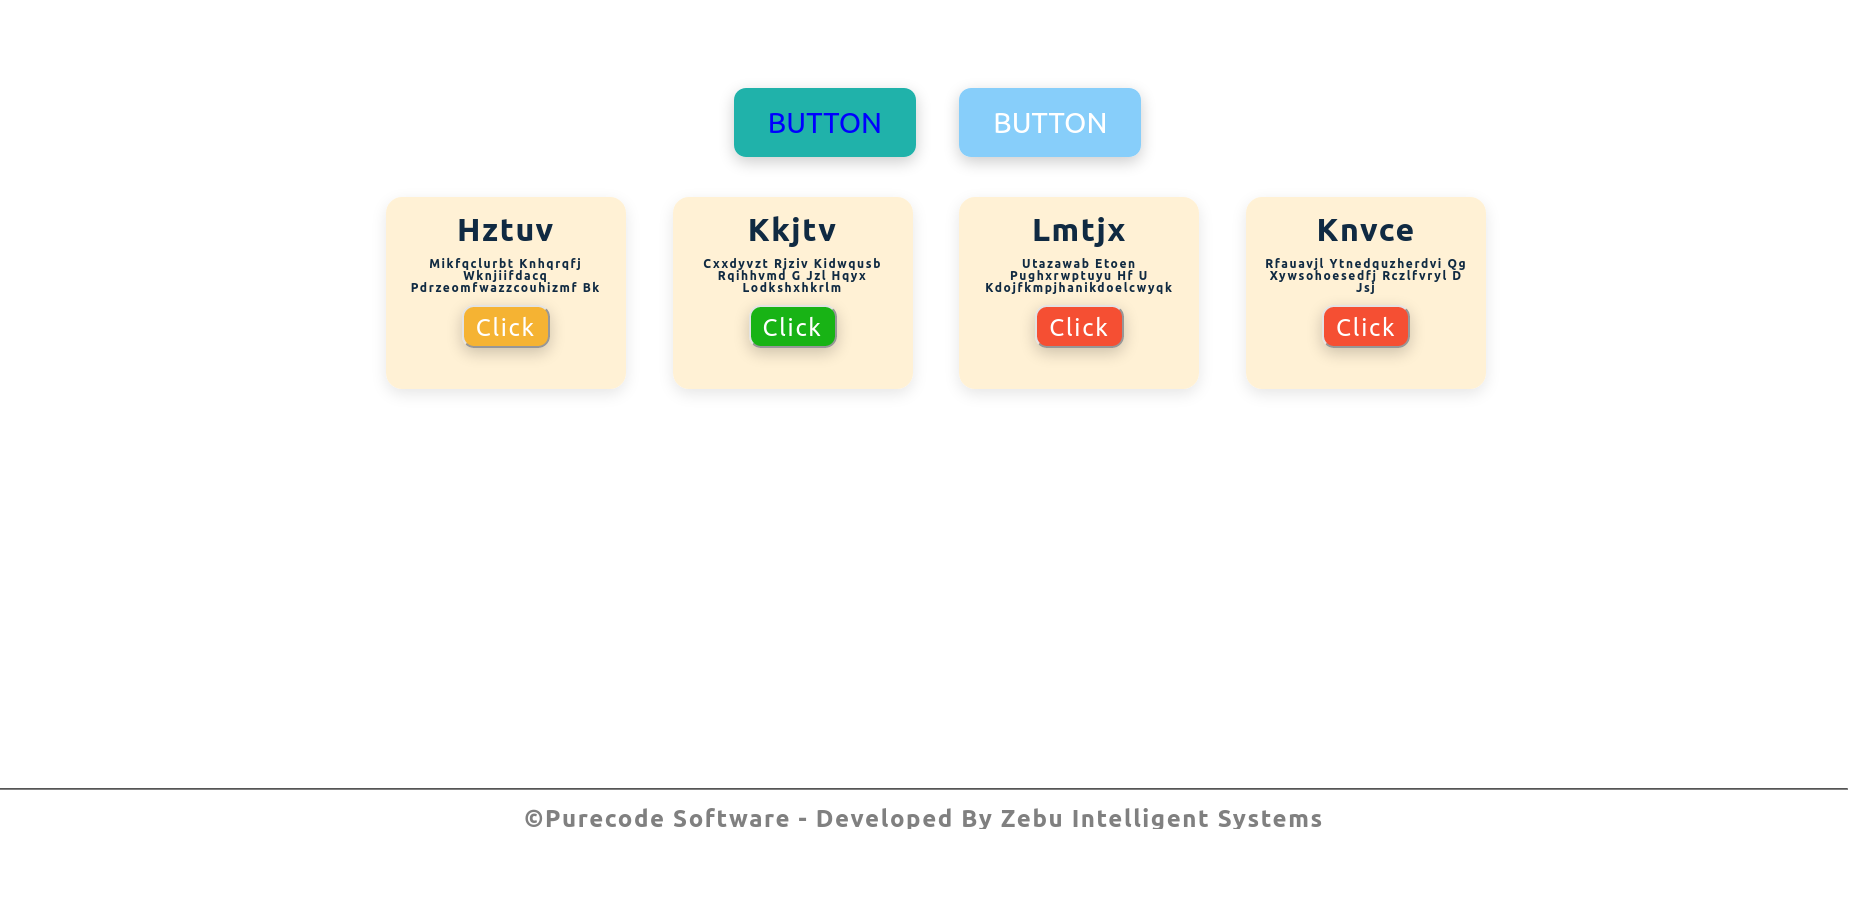 BUTTON BUTTON
Hztuv
Mikfqclurbt Knhqrqfj
Wknjiifdacq
Pdrzeomfwazzcouhizmf Bk
Click
Kkjtv
Cxxdyvzt Rjziv Kidwqusb
Rqihhvmd G Jzl Hqyx
Lodkshxhkrlm
Click
Lmtjx
Utazawab Etoen
Pughxrwptuyu Hf U
Kdojfkmpjhanikdoelcwyqk
Click
Knvce
Rfauavjl Ytnedquzherdvi Qg
Xywsohoesedfj Rczlfvryl D
Jsj
Click
©Purecode Software - Developed By Zebu Intelligent Systems